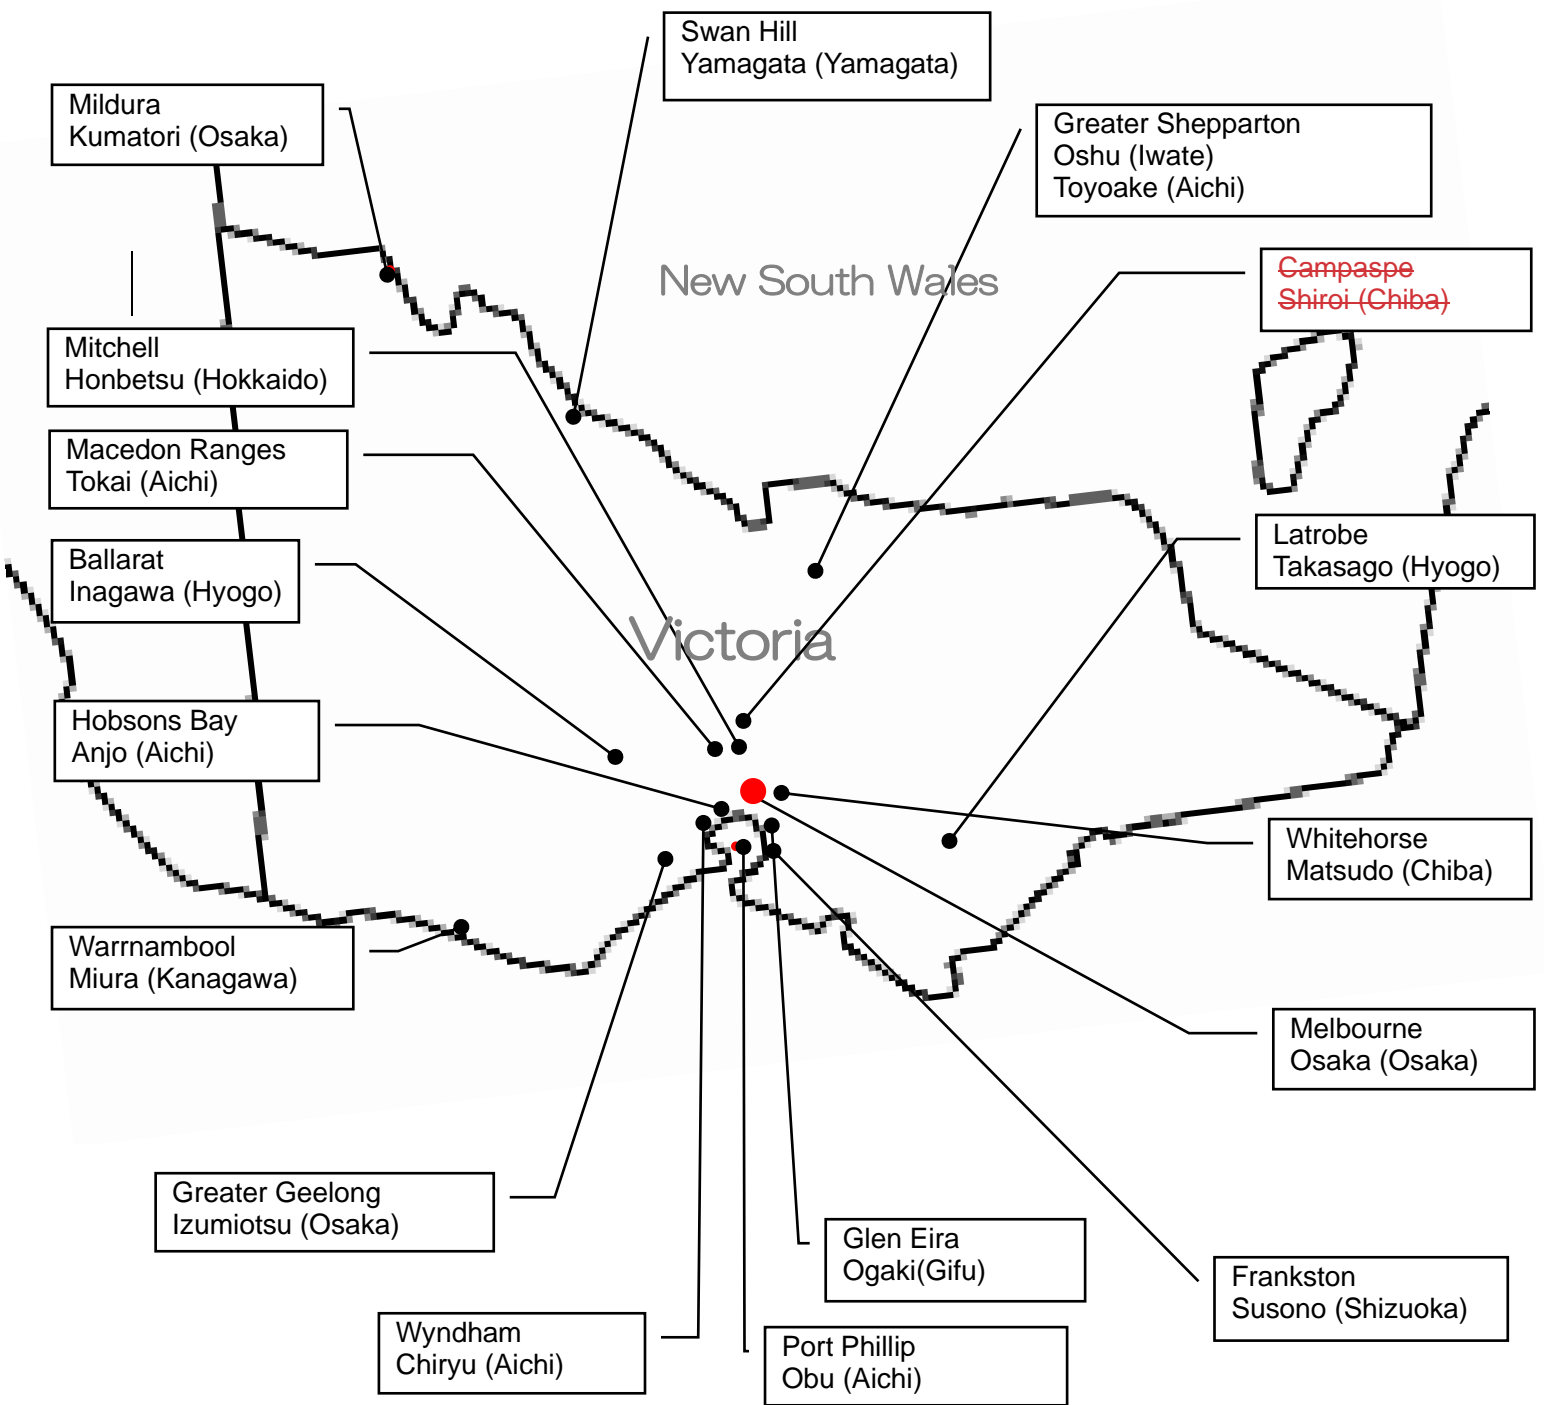 Swan Hill
Yamagata (Yamagata)
Mildura
Kumatori (Osaka)
Greater Shepparton
Oshu (Iwate)
Toyoake (Aichi)
New South Wales
Campaspe
Shiroi (Chiba)
Mitchell
Honbetsu (Hokkaido)
Macedon Ranges
Tokai (Aichi)
Latrobe
Takasago (Hyogo)
Ballarat
Inagawa (Hyogo)
Victoria
Hobsons Bay
Anjo (Aichi)
Whitehorse
Matsudo (Chiba)
Warrnambool
Miura (Kanagawa)
Melbourne
Osaka (Osaka)
Greater Geelong
Izumiotsu (Osaka)
Glen Eira
Ogaki(Gifu)
Frankston
Susono (Shizuoka)
Wyndham
Chiryu (Aichi)
Port Phillip
Obu (Aichi)